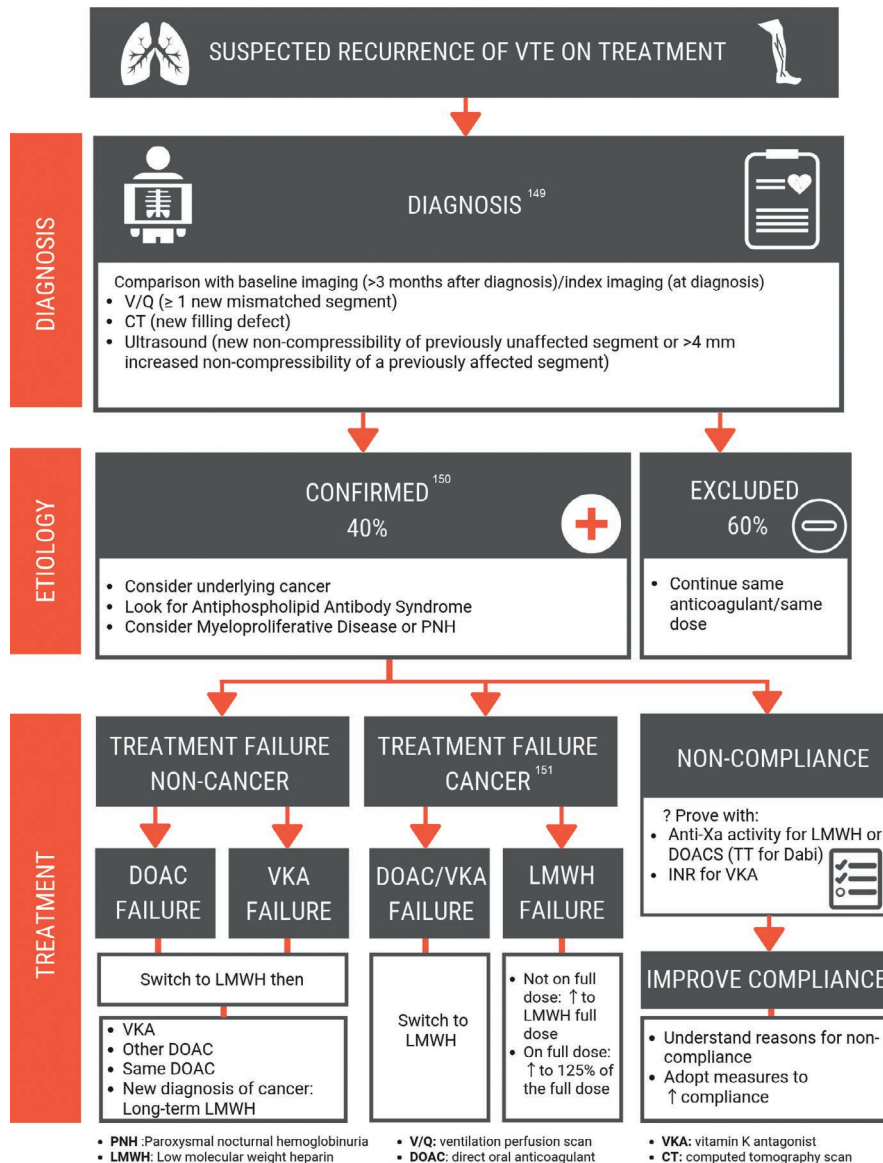 SUSPECTED RECURRENCE OF VTE ON TREATMENT
DIAGNOSIS
DIAGNOSIS 149
Comparison with baseline imaging (>3 months after diagnosis)/index imaging (at diagnosis)
• V/Q (≥ 1 new mismatched segment)
• CT (new filling defect)
• Ultrasound (new non-compressibility of previously unaffected segment or >4 mm
increased non-compressibility of a previously affected segment)
ETIOLOGY
CONFIRMED 150
40%
• Consider underlying cancer
• Look for Antiphospholipid Antibody Syndrome
• Consider Myeloproliferative Disease or PNH
EXCLUDED
60%
• Continue same
anticoagulant/same
dose
TREATMENT
TREATMENT FAILURE
NON-CANCER
DOAC
FAILURE
VKA
FAILURE
Switch to LMWH then
• VKA
• Other DOAC
• Same DOAC
• New diagnosis of cancer:
Long-term LMWH
TREATMENT FAILURE
CANCER 151
DOAC/VKA
FAILURE
Switch to
LMWH
LMWH
FAILURE
• Not on full
dose: ↑ to
LMWH full
dose
• On full dose:
↑ to 125% of
the full dose
NON-COMPLIANCE
? Prove with:
• Anti-Xa activity for LMWH or
DOACS (TT for Dabi)
• INR for VKA
IMPROVE COMPLIANCE
• Understand reasons for non-
compliance
• Adopt measures to
↑ compliance
• PNH :Paroxysmal nocturnal hemoglobinuria
• LMWH: Low molecular weight heparin
• V/Q: ventilation perfusion scan
• DOAC: direct oral anticoagulant
• VKA: vitamin K antagonist
• CT: computed tomography scan